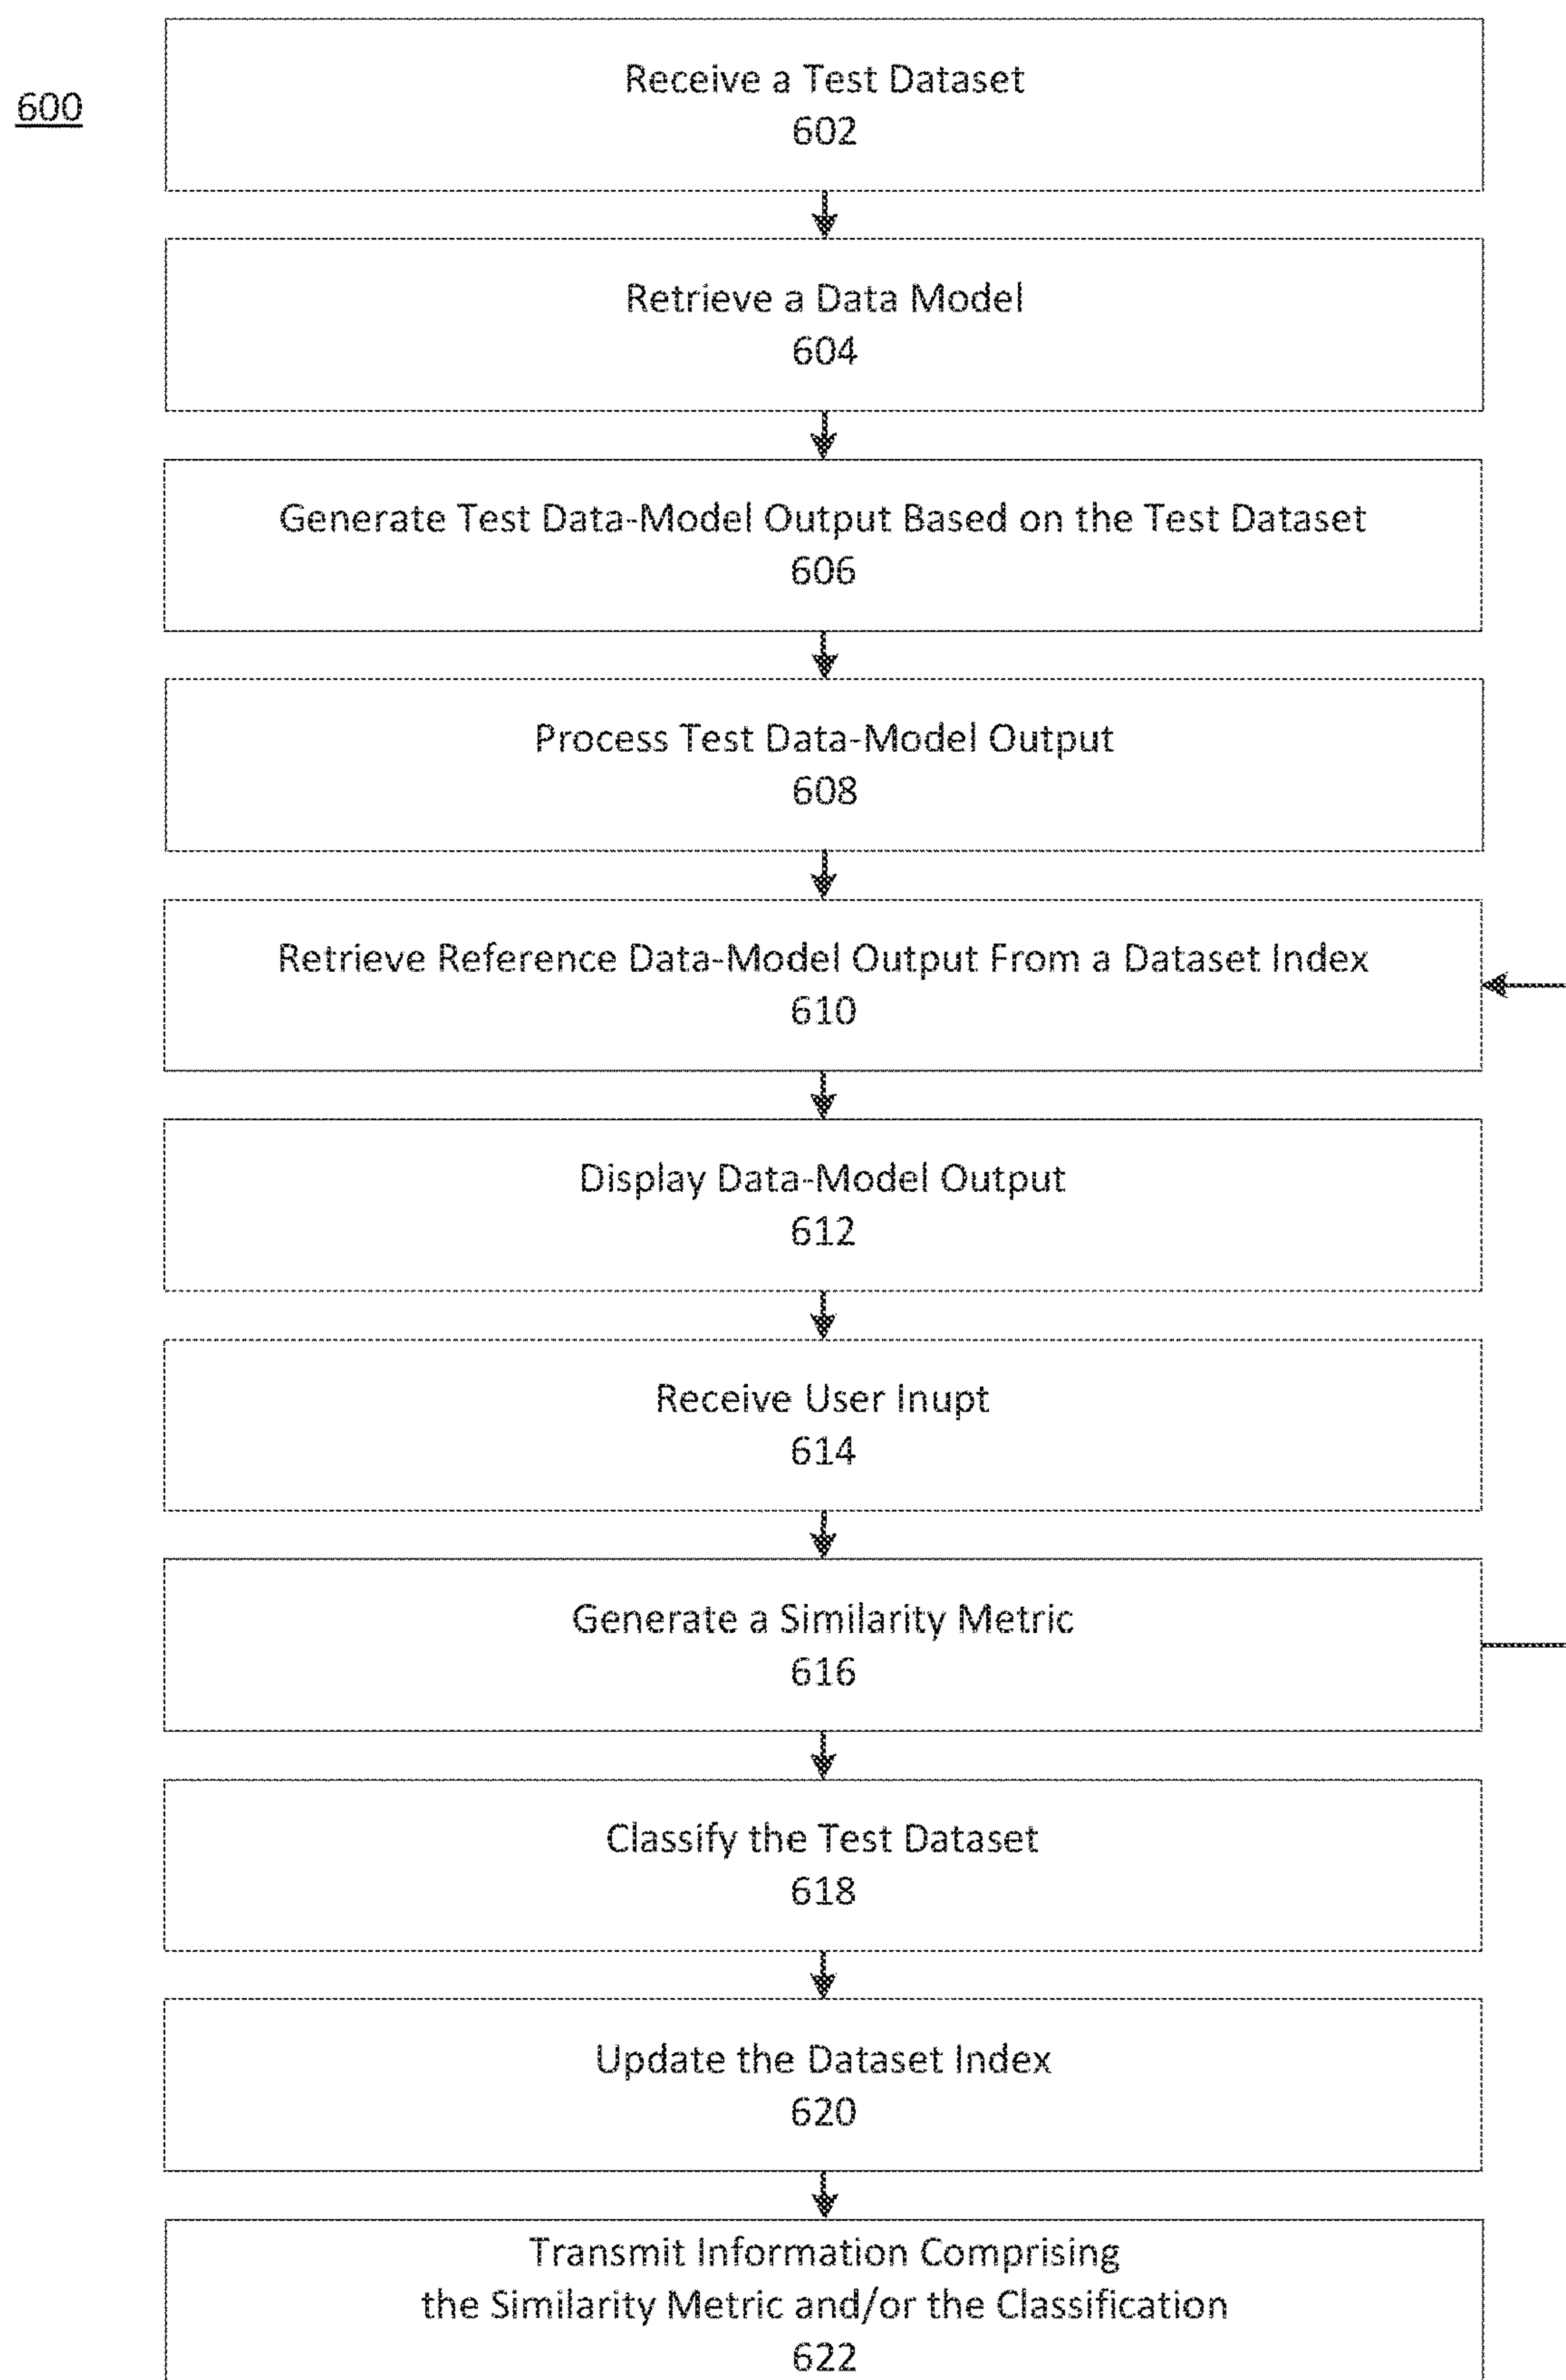 600
Receive a Test Dataset
602
Retrieve a Data Model
604
Generate Test Data-Model Output Based on the Test Dataset
606
Process Test Data-Model Output
608
Retrieve Reference Data-Model Output From a Dataset Index
610
Display Data-Model Output
612
Receive User Inupt
614
Generate a Similarity Metric
616
Classify the Test Dataset
618
Update the Dataset Index
620
Transmit Information Comprising
the Similarity Metric and/or the Classification
622